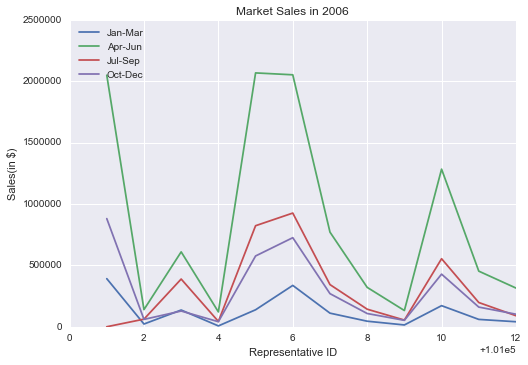 Market Sales in 2006
Jan-Mar
Apr-Jun
Jul-Sep
Oct-Dec
2500000
2000000
1500000
1000000
500000
0
Sales(in $)
0 2 4 6 8 10 12
Representative ID
+1.01e5